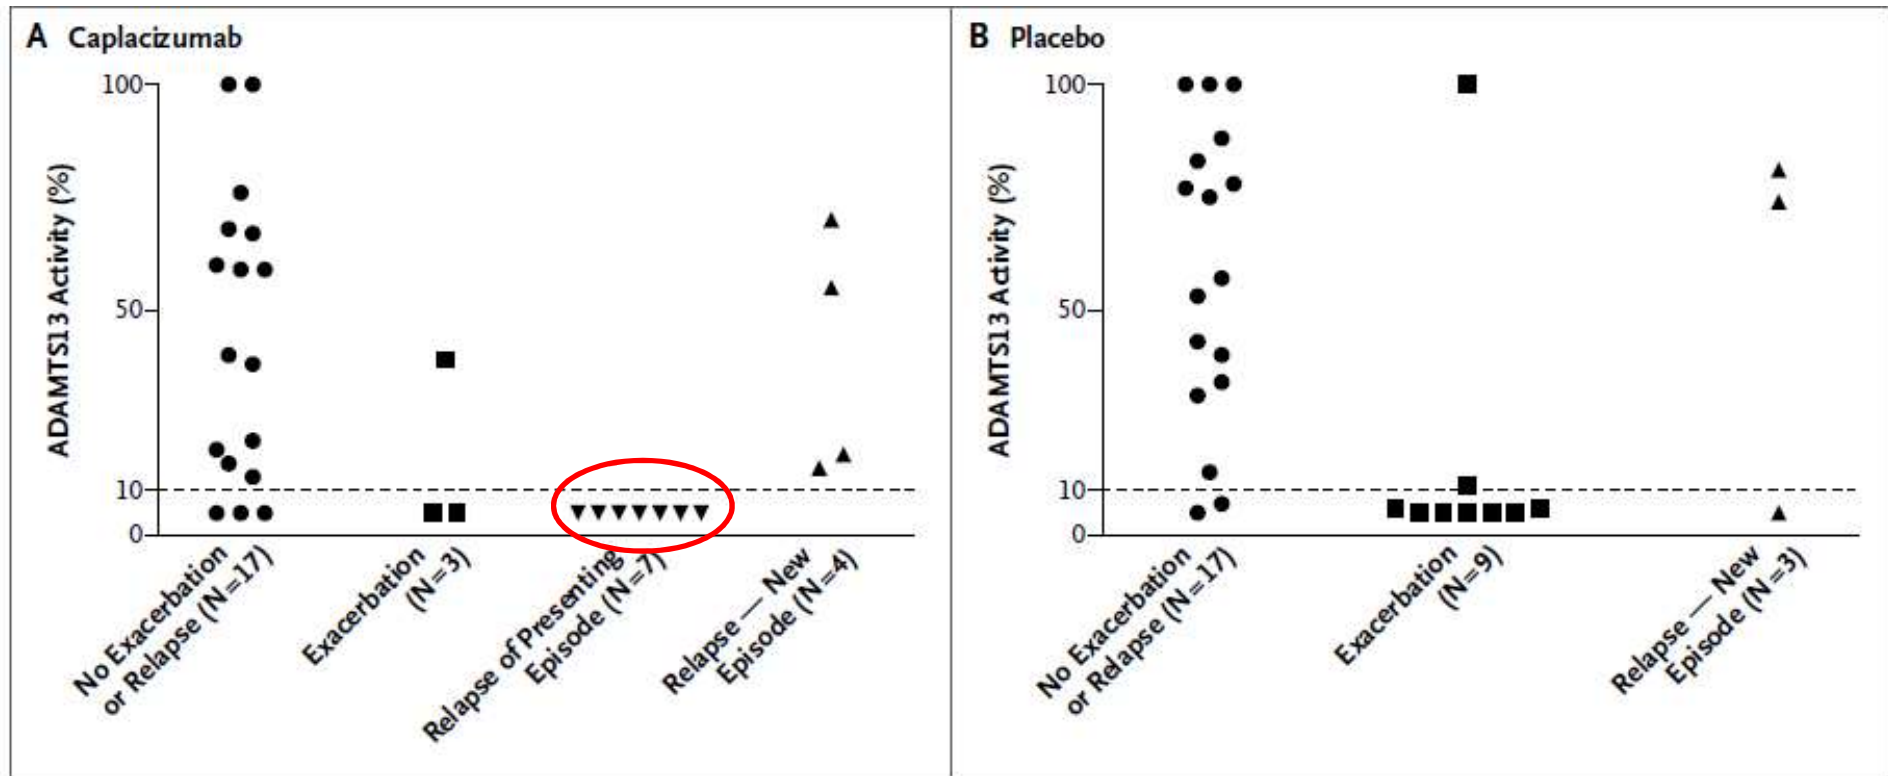 A Caplacizumab
100
50
10
0
ADAMTS13 Activity (%)
No Exacerbation
or Relapse (N=17)
Exacerbation
(N=3)
Relapse of Presenting
Episode (N=7)
Relapse — New
Episode (N=4)
B Placebo
100
50
10
0
ADAMTS13 Activity (%)
No Exacerbation
or Relapse (N=17)
Exacerbation
(N=9)
Relapse — New
Episode (N=3)